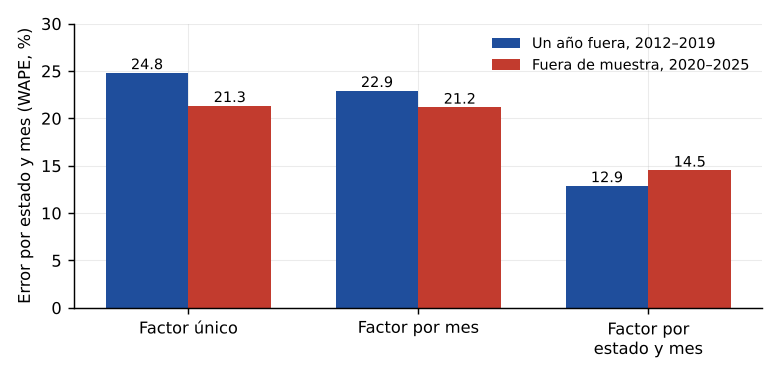 Error por estado y mes (WAPE, %)
30
25
20
15
10
5
0
Un año fuera, 2012–2019
Fuera de muestra, 2020–2025
24.8
21.3
22.9
21.2
12.9
14.5
Factor único
Factor por mes
Factor por
estado y mes